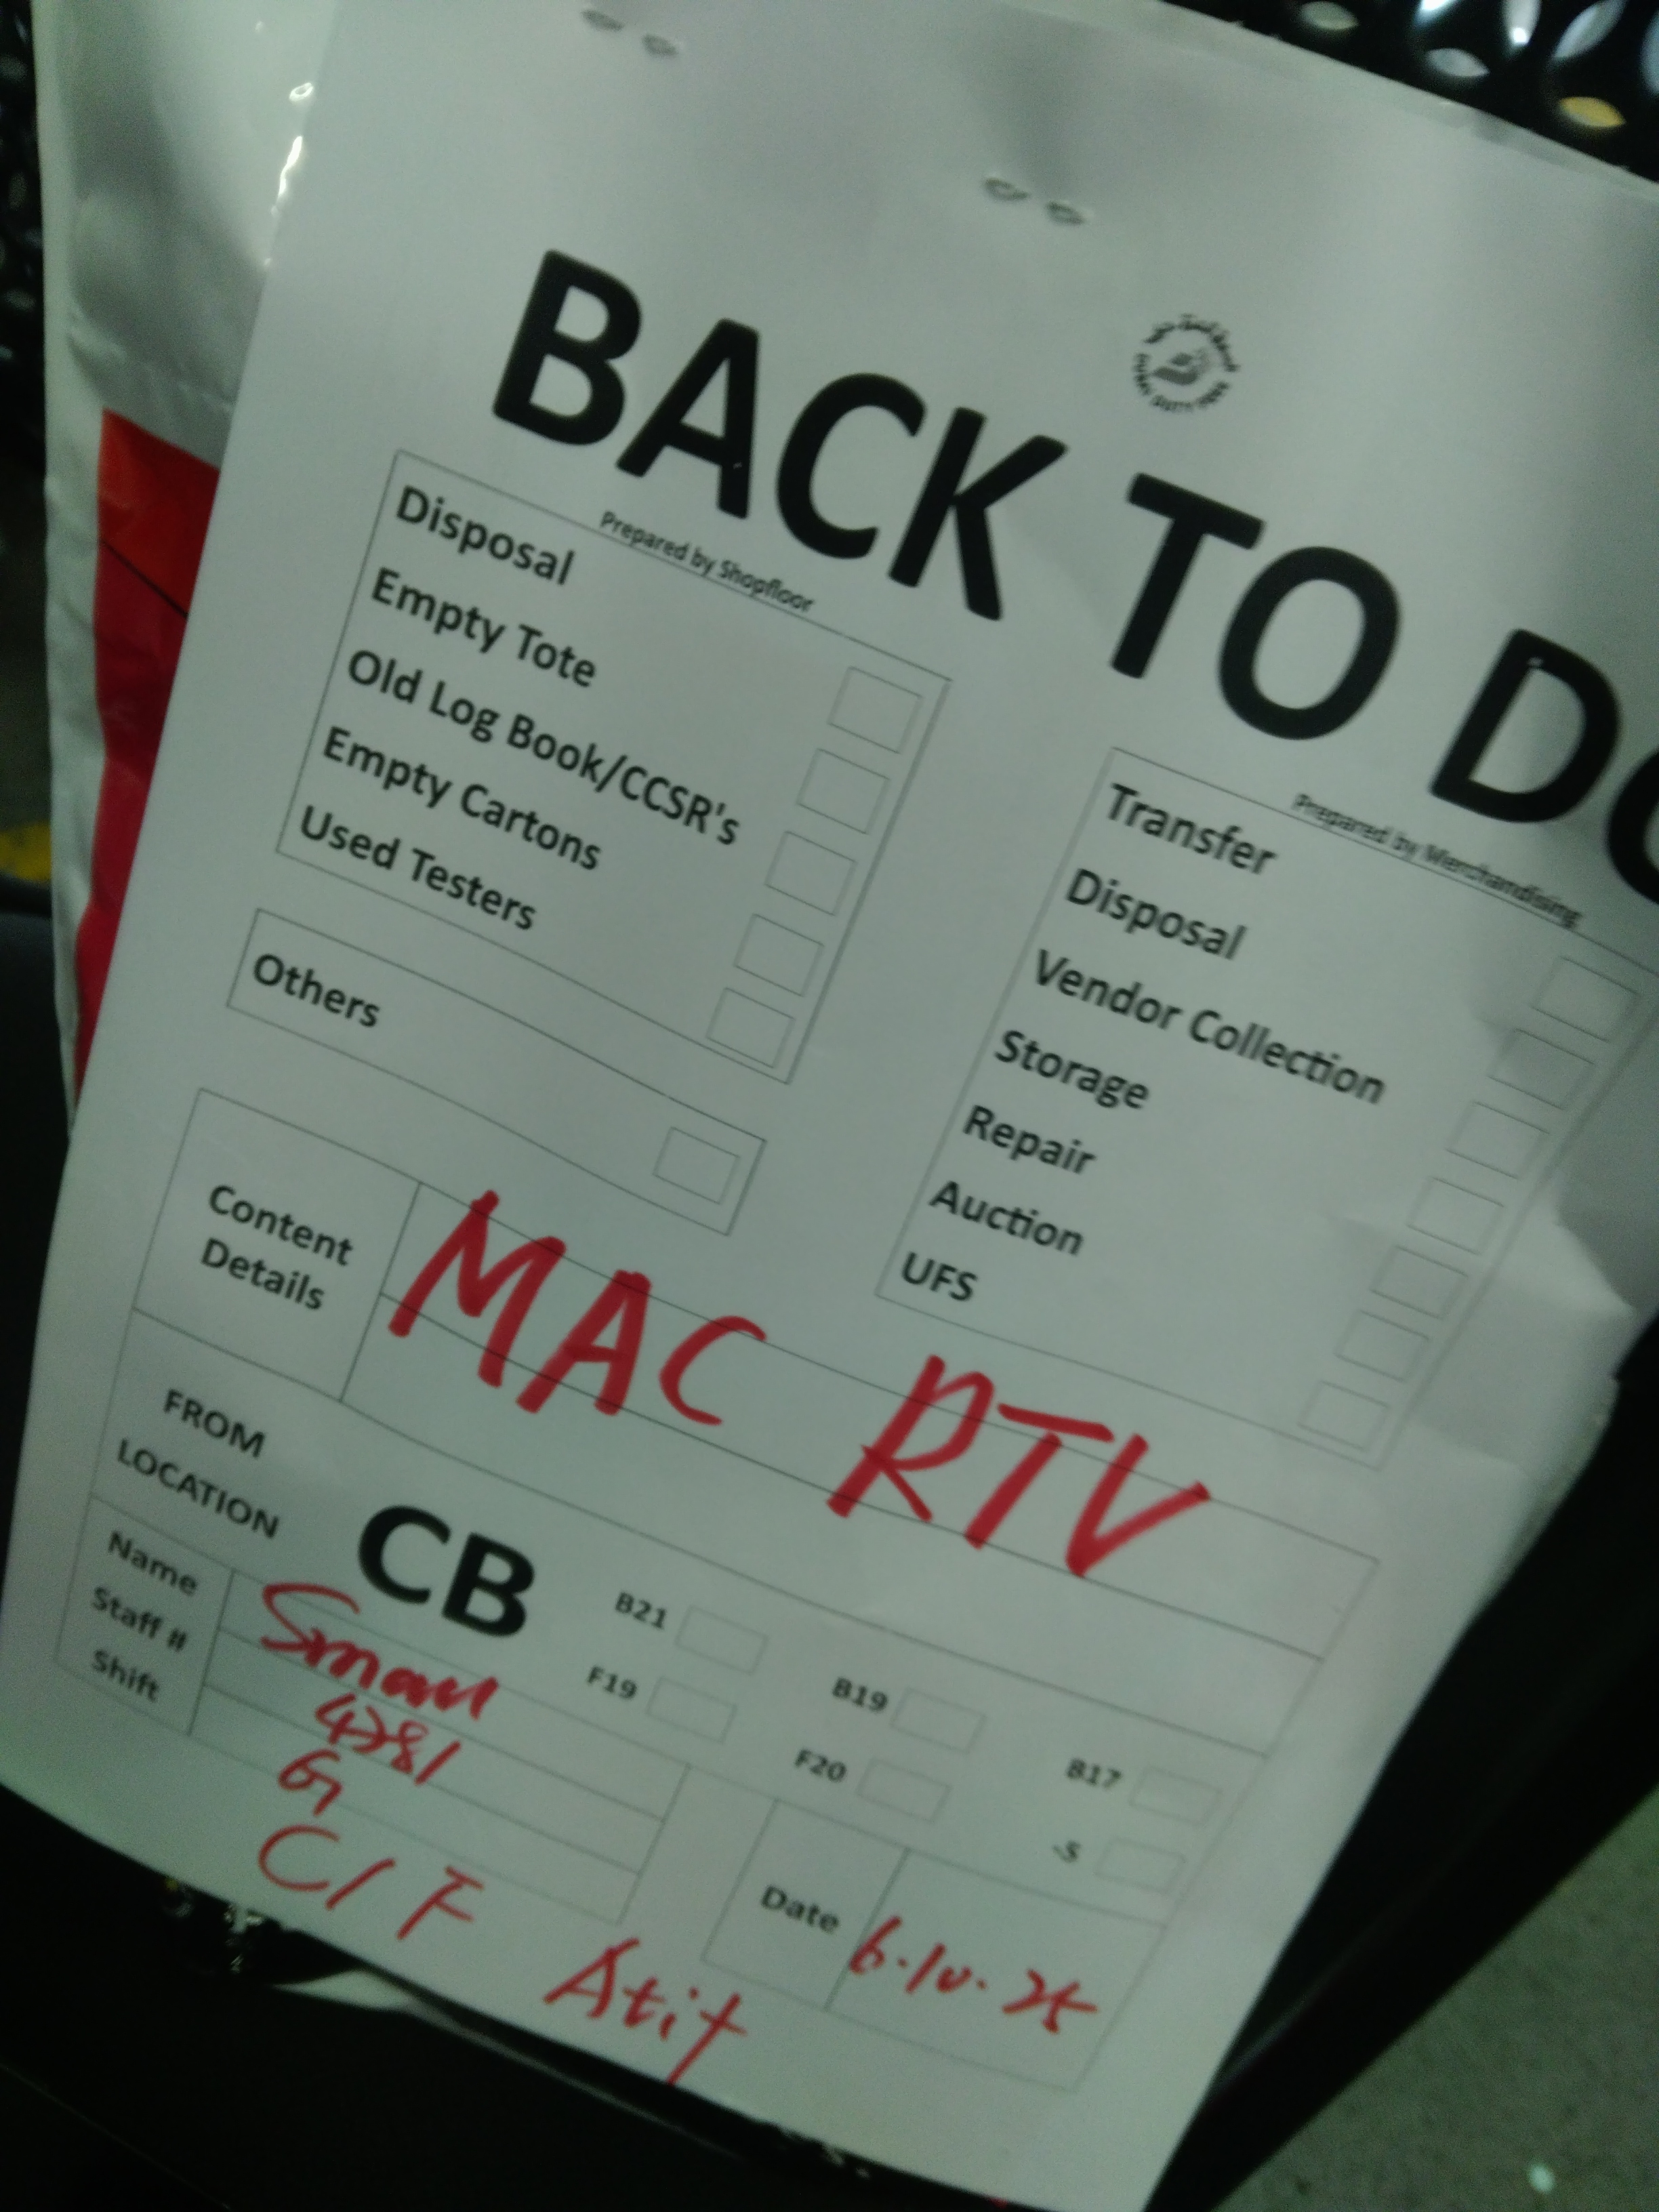 BACK TO D
Prepared by Shopfloor
Disposal
Empty Tote
Old Log Book/CCSR's
Empty Cartons
Used Testers
Others
Prepared by Merchandising
Transfer
Disposal
Vendor Collection
Storage
Repair
Auction
UFS
Content
Details
MAC RTV
FROM
LOCATION
CB
B21
B19
B17
F19
F20
-S
Name
Staff #
4781
Shift
G
C/F Atif
Date
6.10.25